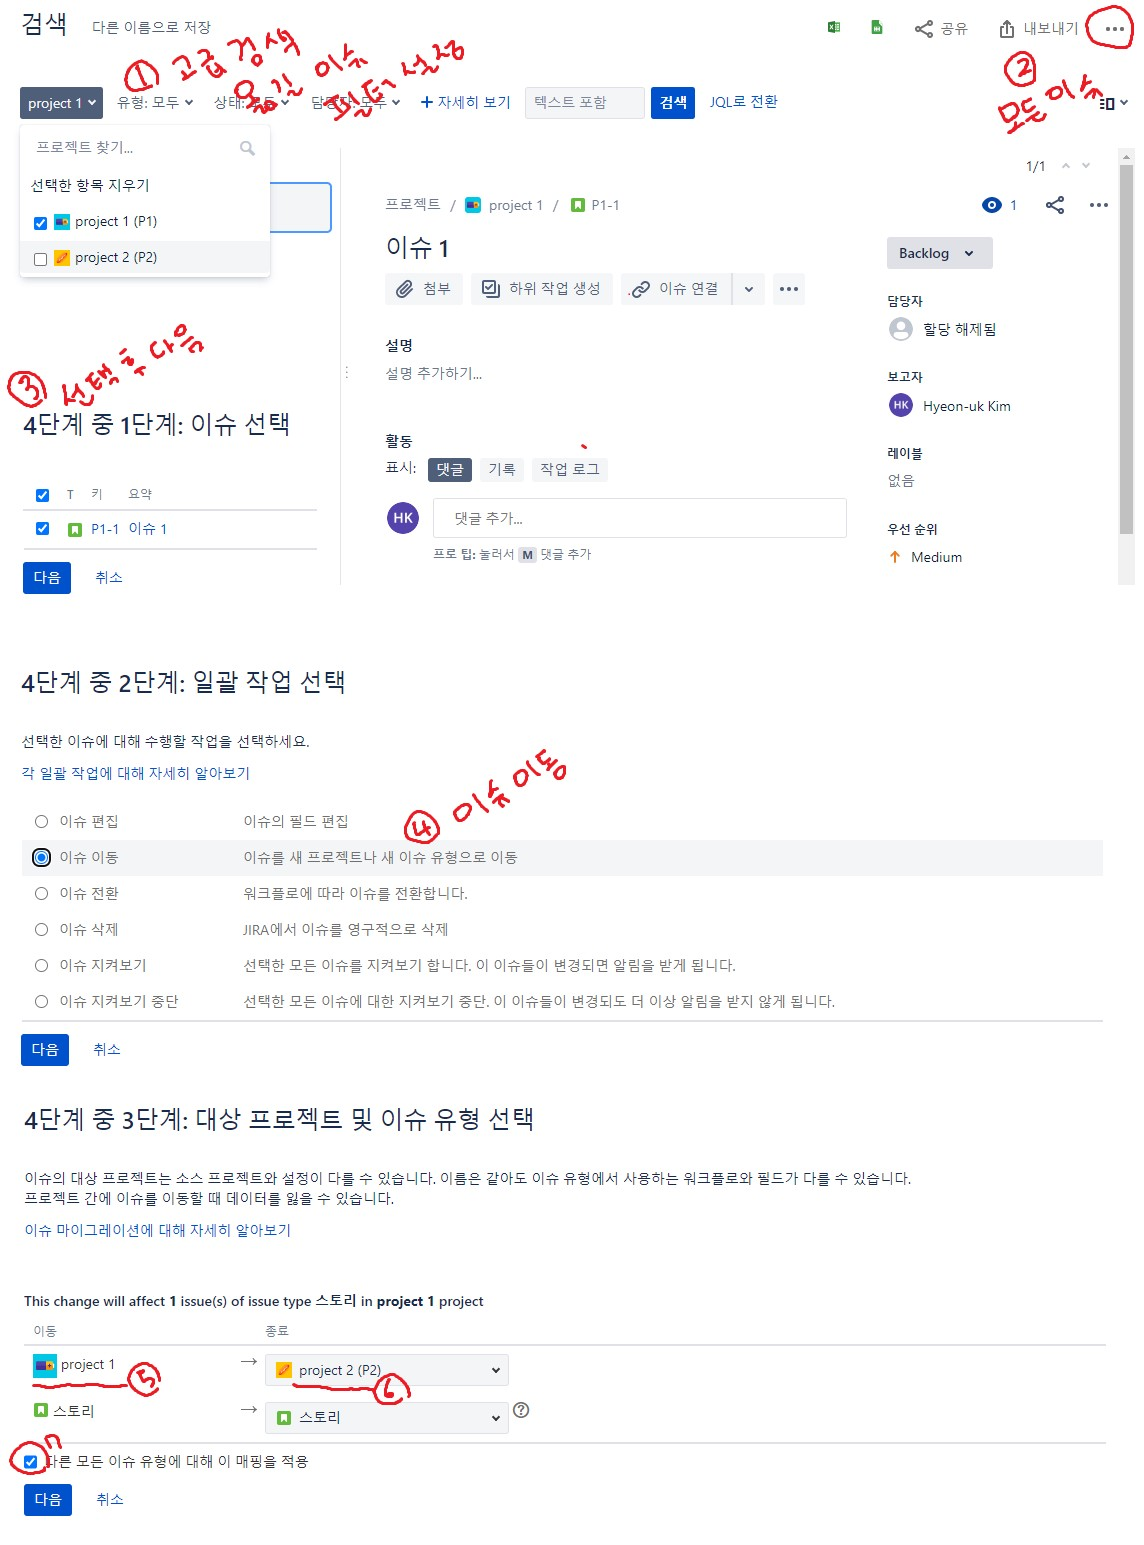 검색 다른 이름으로 저장 공유 내보내기
① 고급 검색
옮길 이슈
필터 설정
② 모든 이슈
project 1 유형: 모두 상태: 모두 담당자: 모두 + 자세히 보기 텍스트 포함 검색 JQL로 전환
프로젝트 찾기...
선택한 항목 지우기
project 1 (P1)
project 2 (P2)
1/1
프로젝트 / project 1 / P1-1
1
이슈 1
첨부 하위 작업 생성 이슈 연결
설명
설명 추가하기...
활동
표시: 댓글 기록 작업 로그
HK 댓글 추가...
프로 팁: 눌러서 M 댓글 추가
Backlog
담당자
할당 해제됨
보고자
HK Hyeon-uk Kim
레이블
없음
우선 순위
Medium
③ 선택 후 다음
4단계 중 1단계: 이슈 선택
T 키 요약
P1-1 이슈 1
다음 취소
4단계 중 2단계: 일괄 작업 선택
선택한 이슈에 대해 수행할 작업을 선택하세요.
각 일괄 작업에 대해 자세히 알아보기
④ 이슈 이동
이슈 편집 이슈의 필드 편집
이슈 이동 이슈를 새 프로젝트나 새 이슈 유형으로 이동
이슈 전환 워크플로에 따라 이슈를 전환합니다.
이슈 삭제 JIRA에서 이슈를 영구적으로 삭제
이슈 지켜보기 선택한 모든 이슈를 지켜보기 합니다. 이 이슈들이 변경되면 알림을 받게 됩니다.
이슈 지켜보기 중단 선택한 모든 이슈에 대한 지켜보기 중단. 이 이슈들이 변경되도 더 이상 알림을 받지 않게 됩니다.
다음 취소
4단계 중 3단계: 대상 프로젝트 및 이슈 유형 선택
이슈의 대상 프로젝트는 소스 프로젝트와 설정이 다를 수 있습니다. 이름은 같아도 이슈 유형에서 사용하는 워크플로와 필드가 다를 수 있습니다.
프로젝트 간에 이슈를 이동할 때 데이터를 잃을 수 있습니다.
이슈 마이그레이션에 대해 자세히 알아보기
This change will affect 1 issue(s) of issue type 스토리 in project 1 project
이동 종료
project 1 ⑤ → project 2 (P2) ⑥
스토리 → 스토리
7 다른 모든 이슈 유형에 대해 이 매핑을 적용
다음 취소